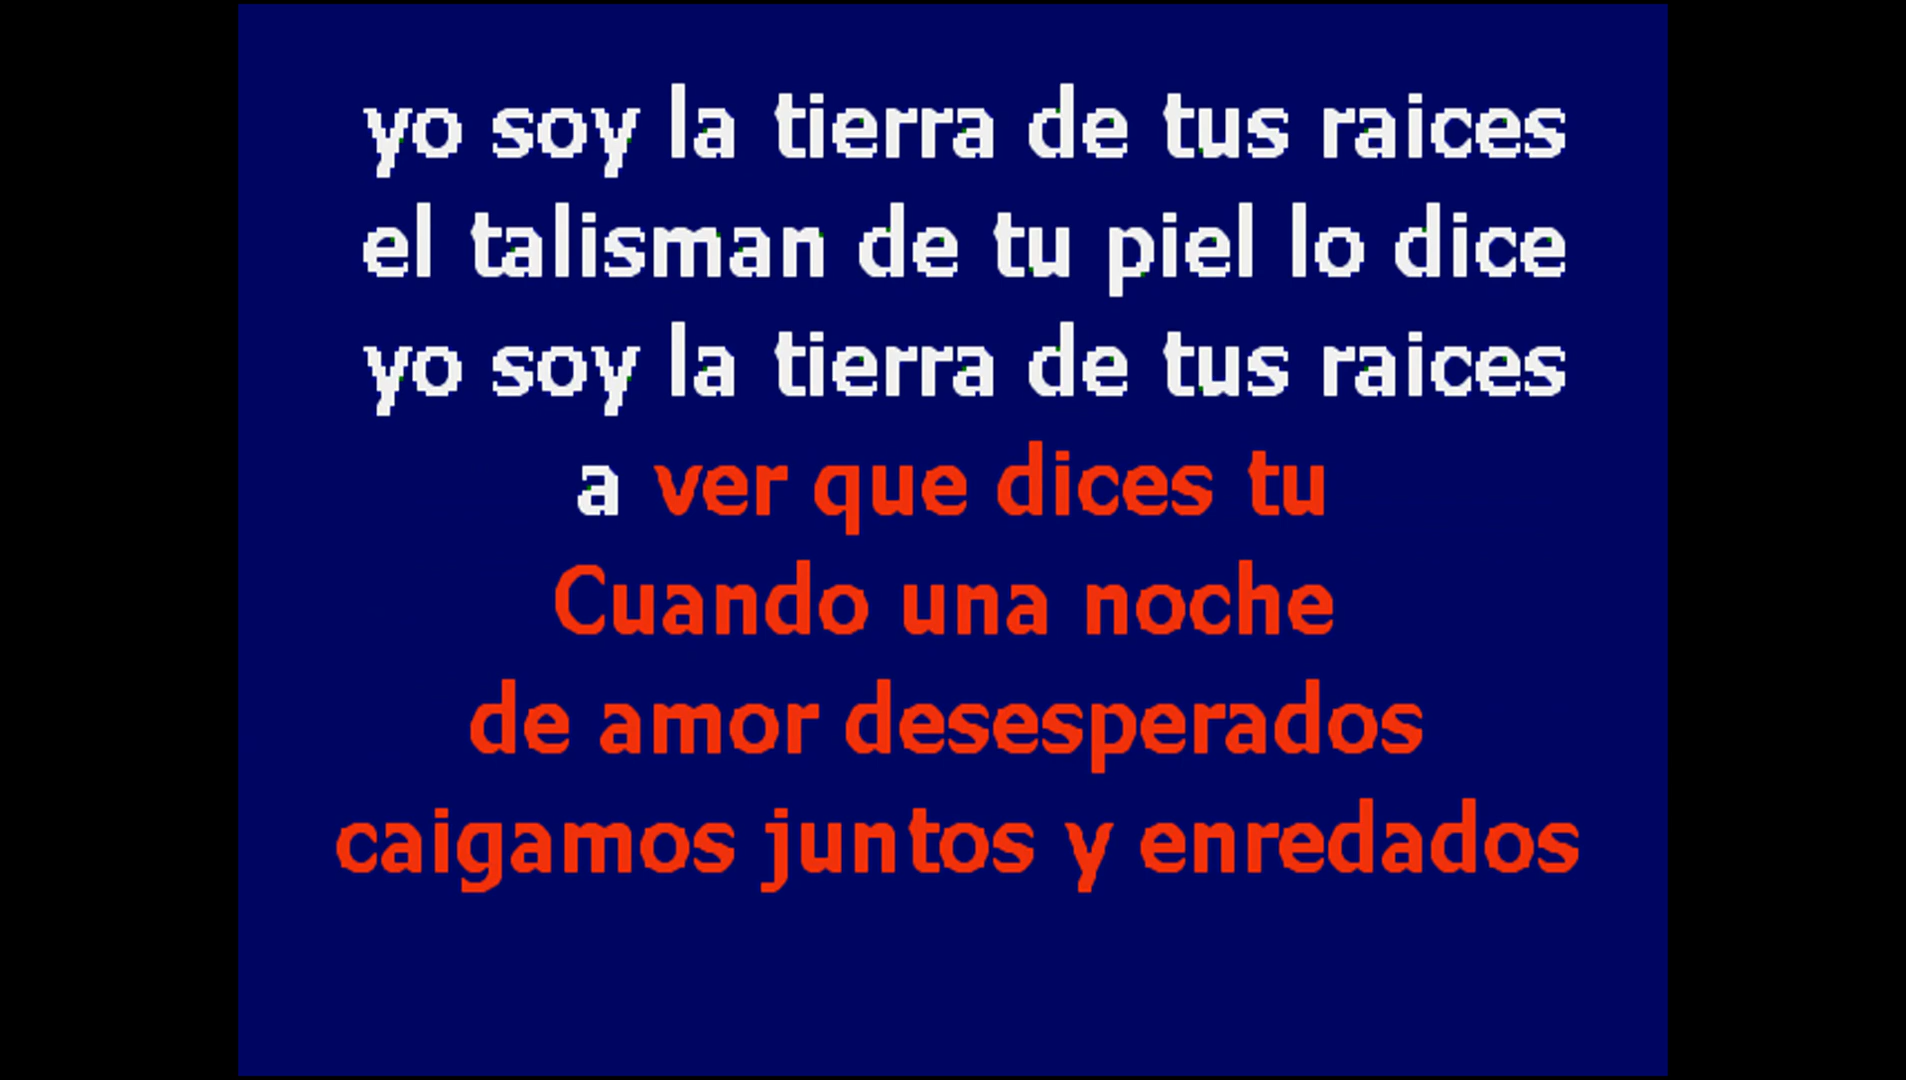 yo soy la tierra de tus raices
el talisman de tu piel lo dice
yo soy la tierra de tus raices
a ver que dices tu
Cuando una noche
de amor desesperados
caigamos juntos y enredados